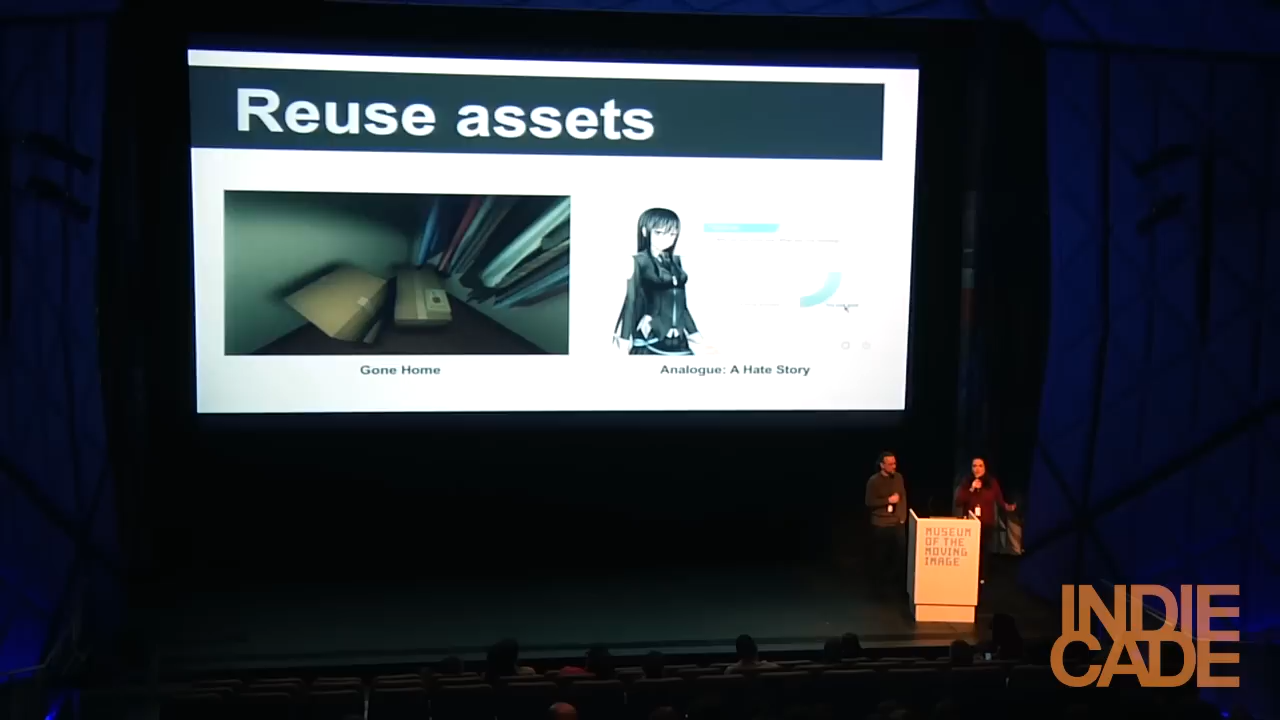 Reuse assets
Gone Home
Analogue: A Hate Story
MUSEUM
OF THE
MOVING
IMAGE
INDIE
CADE